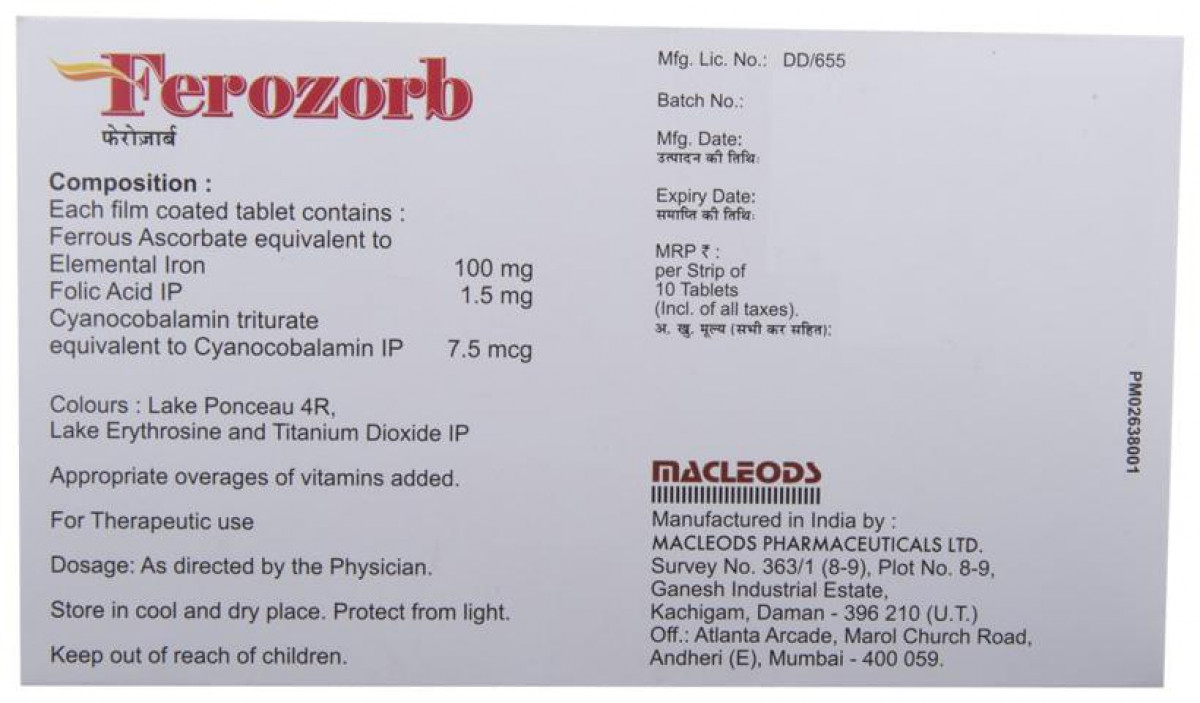 Ferozorb
फेरोज़ार्ब
Composition :
Each film coated tablet contains :
Ferrous Ascorbate equivalent to
Elemental Iron 100 mg
Folic Acid IP 1.5 mg
Cyanocobalamin triturate
equivalent to Cyanocobalamin IP 7.5 mcg
Colours : Lake Ponceau 4R,
Lake Erythrosine and Titanium Dioxide IP
Appropriate overages of vitamins added.
For Therapeutic use
Dosage: As directed by the Physician.
Store in cool and dry place. Protect from light.
Keep out of reach of children.
Mfg. Lic. No.: DD/655
Batch No.:
Mfg. Date:
उत्पादन की तिथि:
Expiry Date:
समाप्ति की तिथि:
MRP ₹ :
per Strip of
10 Tablets
(Incl. of all taxes).
अ. खु. मूल्य (सभी कर सहित):
MACLEODS
Manufactured in India by :
MACLEODS PHARMACEUTICALS LTD.
Survey No. 363/1 (8-9), Plot No. 8-9,
Ganesh Industrial Estate,
Kachigam, Daman - 396 210 (U.T.)
Off.: Atlanta Arcade, Marol Church Road,
Andheri (E), Mumbai - 400 059.
PM02638001